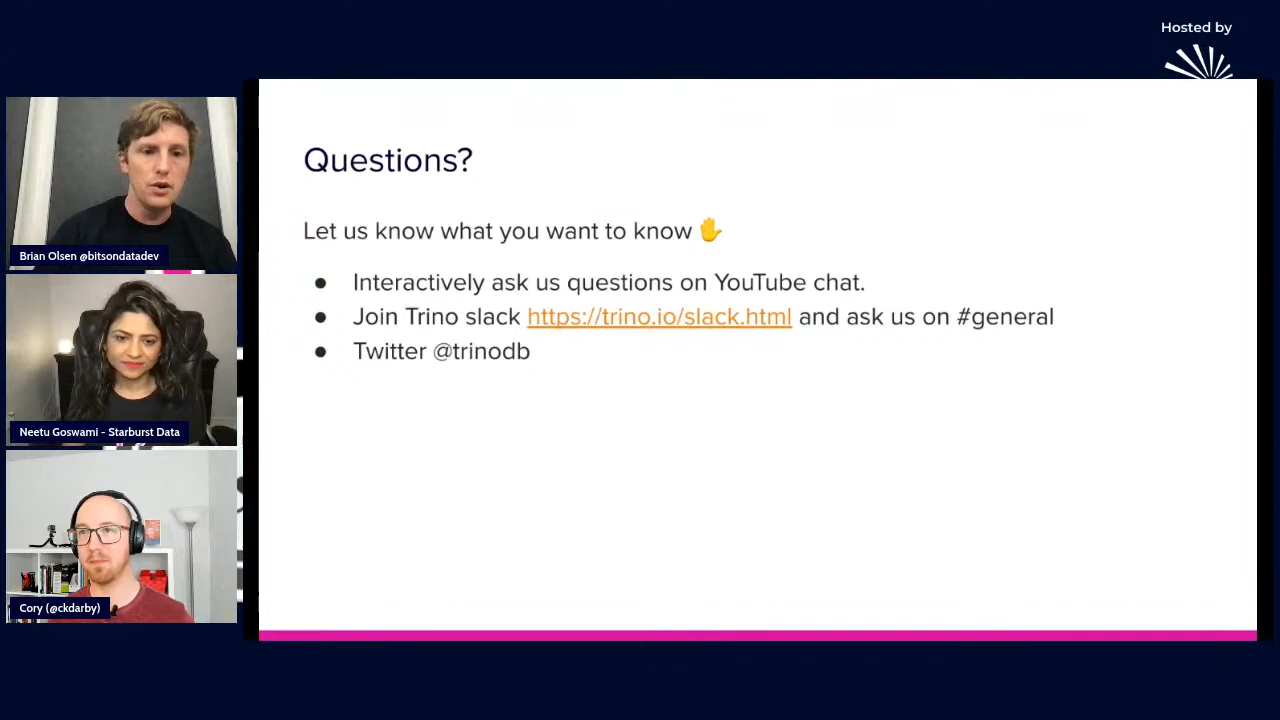 Hosted by
Brian Olsen @bitsondatadev
Neetu Goswami - Starburst Data
Cory (@ckdarby)
Questions?
Let us know what you want to know ✋
● Interactively ask us questions on YouTube chat.
● Join Trino slack https://trino.io/slack.html and ask us on #general
● Twitter @trinodb